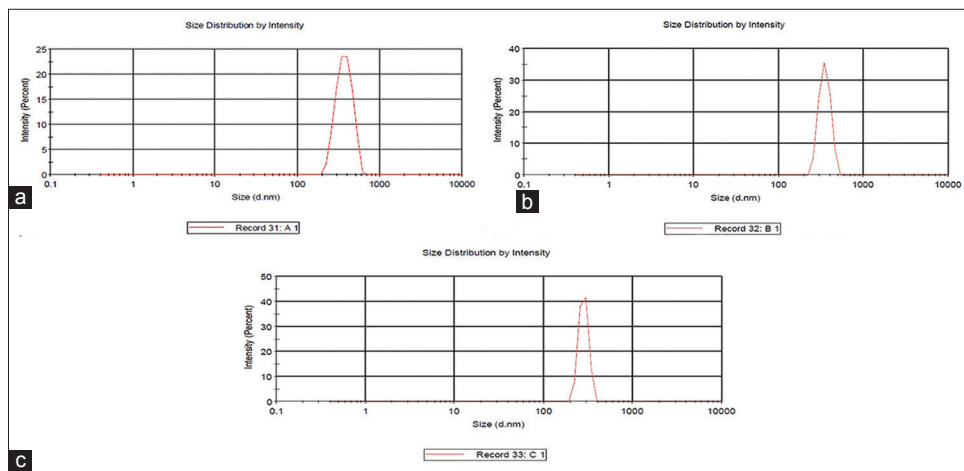 Size Distribution by Intensity
Intensity (Percent)
25
20
15
10
5
0
0.1 1 10 100 1000 10000
Size (d.nm)
Record 31: A 1
a
Size Distribution by Intensity
Intensity (Percent)
40
30
20
10
0
0.1 1 10 100 1000 10000
Size (d.nm)
Record 32: B 1
b
Size Distribution by Intensity
Intensity (Percent)
50
40
30
20
10
0
0.1 1 10 100 1000 10000
Size (d.nm)
Record 33: C 1
c